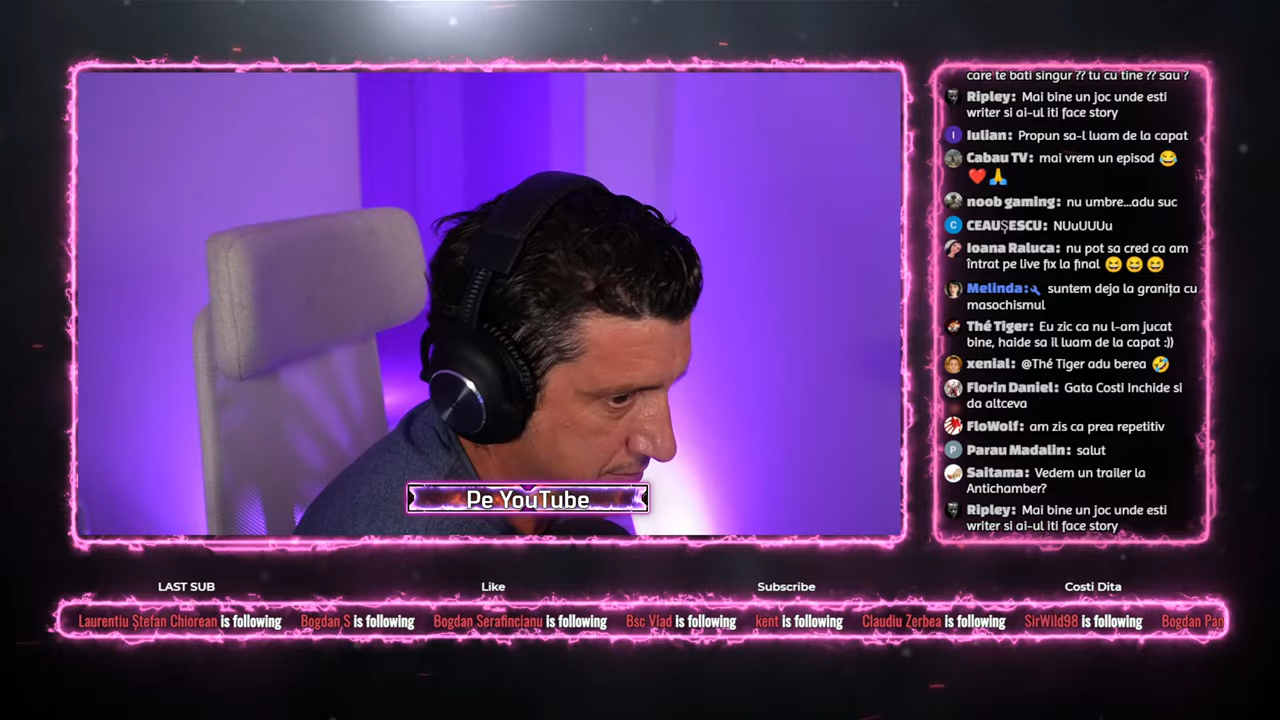 care te bati singur ?? tu cu tine ?? sau ?
Ripley: Mai bine un joc unde esti
writer si ai-ul iti face story
Iulian: Propun sa-l luam de la capat
Cabau TV: mai vrem un episod 😂
❤️🙏
noob gaming: nu umbre...adu suc
CEAUȘESCU: NUuUUUu
Ioana Raluca: nu pot sa cred ca am
întrat pe live fix la final 😆 😆 😆
Melinda:🔧 suntem deja la granița cu
masochismul
Thé Tiger: Eu zic ca nu l-am jucat
bine, haide sa il luam de la capat :))
xenial: @Thé Tiger adu berea 🤣
Florin Daniel: Gata Costi Inchide si
da altceva
FloWolf: am zis ca prea repetitiv
P
Parau Madalin: salut
Saitama: Vedem un trailer la
Antichamber?
Ripley: Mai bine un joc unde esti
writer si ai-ul iti face story
Pe YouTube
LAST SUB Like Subscribe Costi Dita
Laurentiu Ștefan Chiorean is following Bogdan S is following Bogdan Serafincianu is following Bsc Vlad is following kent is following Claudiu Zerbea is following SirWild98 is following Bogdan Pan